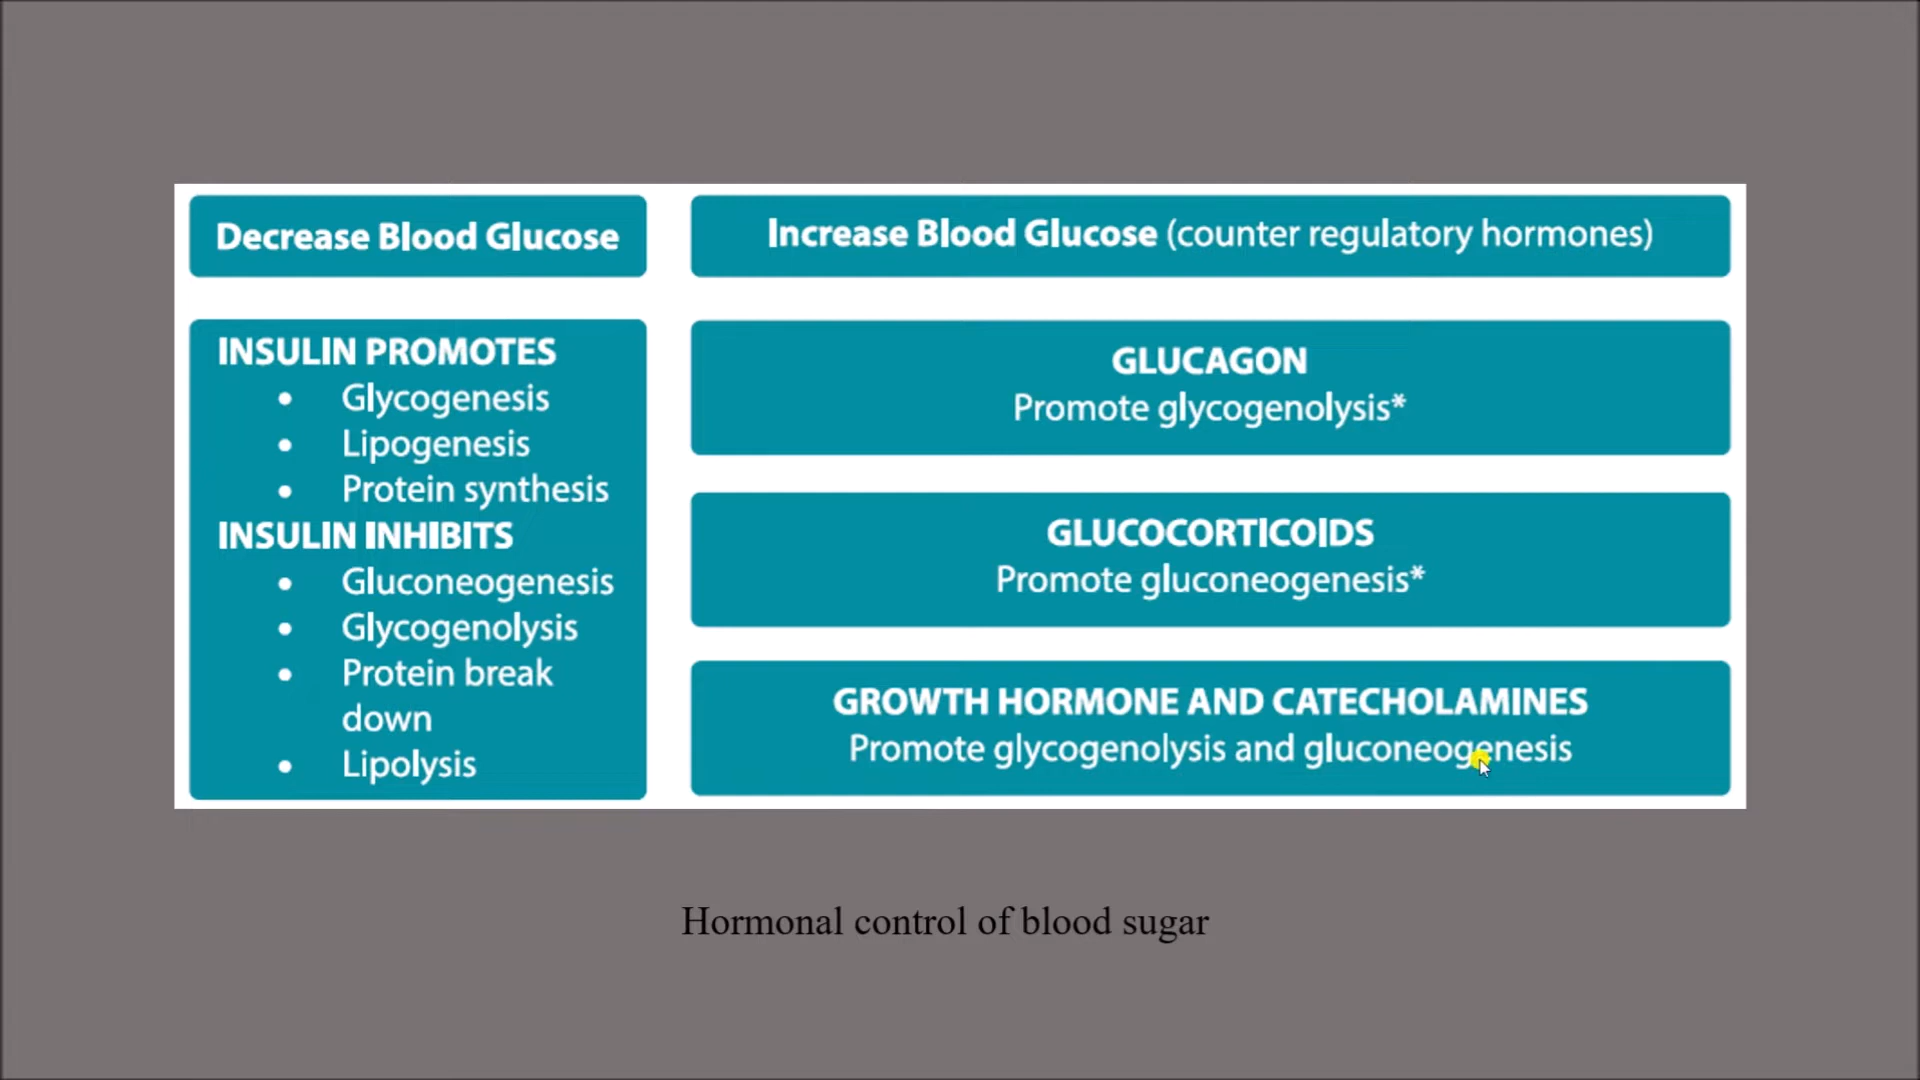 Decrease Blood Glucose
Increase Blood Glucose (counter regulatory hormones)
INSULIN PROMOTES
• Glycogenesis
• Lipogenesis
• Protein synthesis
INSULIN INHIBITS
• Gluconeogenesis
• Glycogenolysis
• Protein break
down
• Lipolysis
GLUCAGON
Promote glycogenolysis*
GLUCOCORTICOIDS
Promote gluconeogenesis*
GROWTH HORMONE AND CATECHOLAMINES
Promote glycogenolysis and gluconeogenesis
Hormonal control of blood sugar